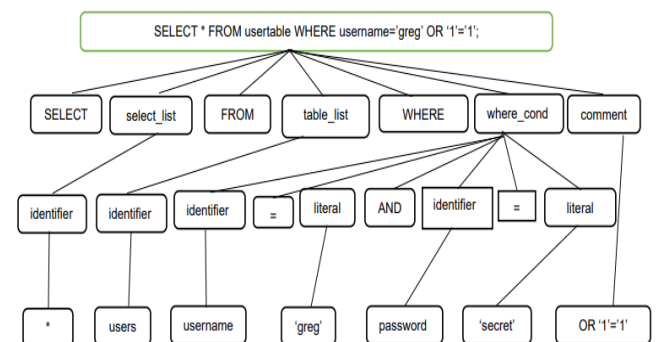 SELECT * FROM usertable WHERE username='greg' OR ‘1’=’1’;
SELECT select_list FROM table_list WHERE where_cond comment
identifier identifier identifier = literal AND identifier = literal
* users username ‘greg’ password ‘secret’ OR ‘1’=’1’